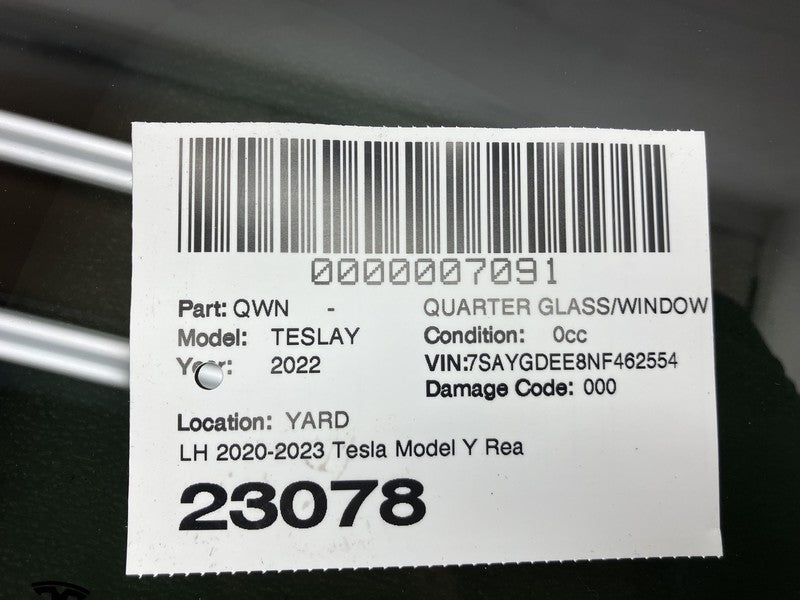 0000007091
Part: QWN - QUARTER GLASS/WINDOW
Model: TESLAY Condition: 0cc
Year: 2022 VIN:7SAYGDEE8NF462554
Damage Code: 000
Location: YARD
LH 2020-2023 Tesla Model Y Rea
23078